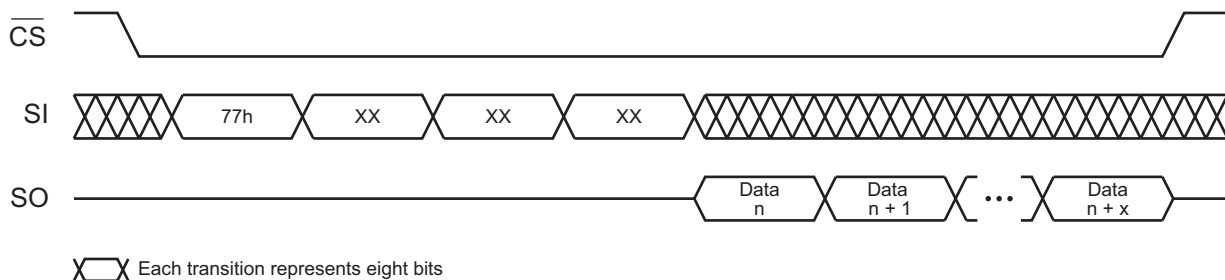 CS
SI
77h
XX
XX
XX
SO
Data
n
Data
n + 1
•••
Data
n + x
Each transition represents eight bits